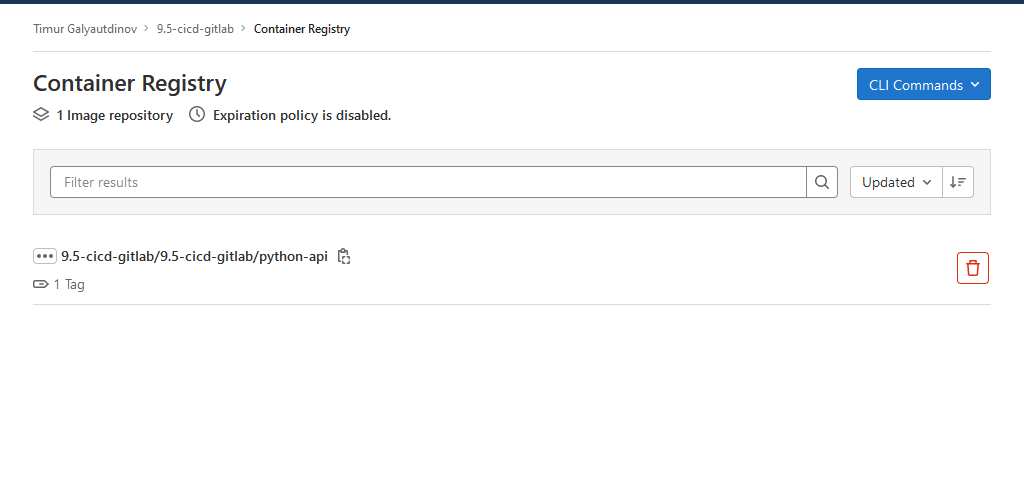 Timur Galyautdinov › 9.5-cicd-gitlab › Container Registry
Container Registry
CLI Commands
1 Image repository Expiration policy is disabled.
Filter results
Updated
9.5-cicd-gitlab/9.5-cicd-gitlab/python-api
1 Tag